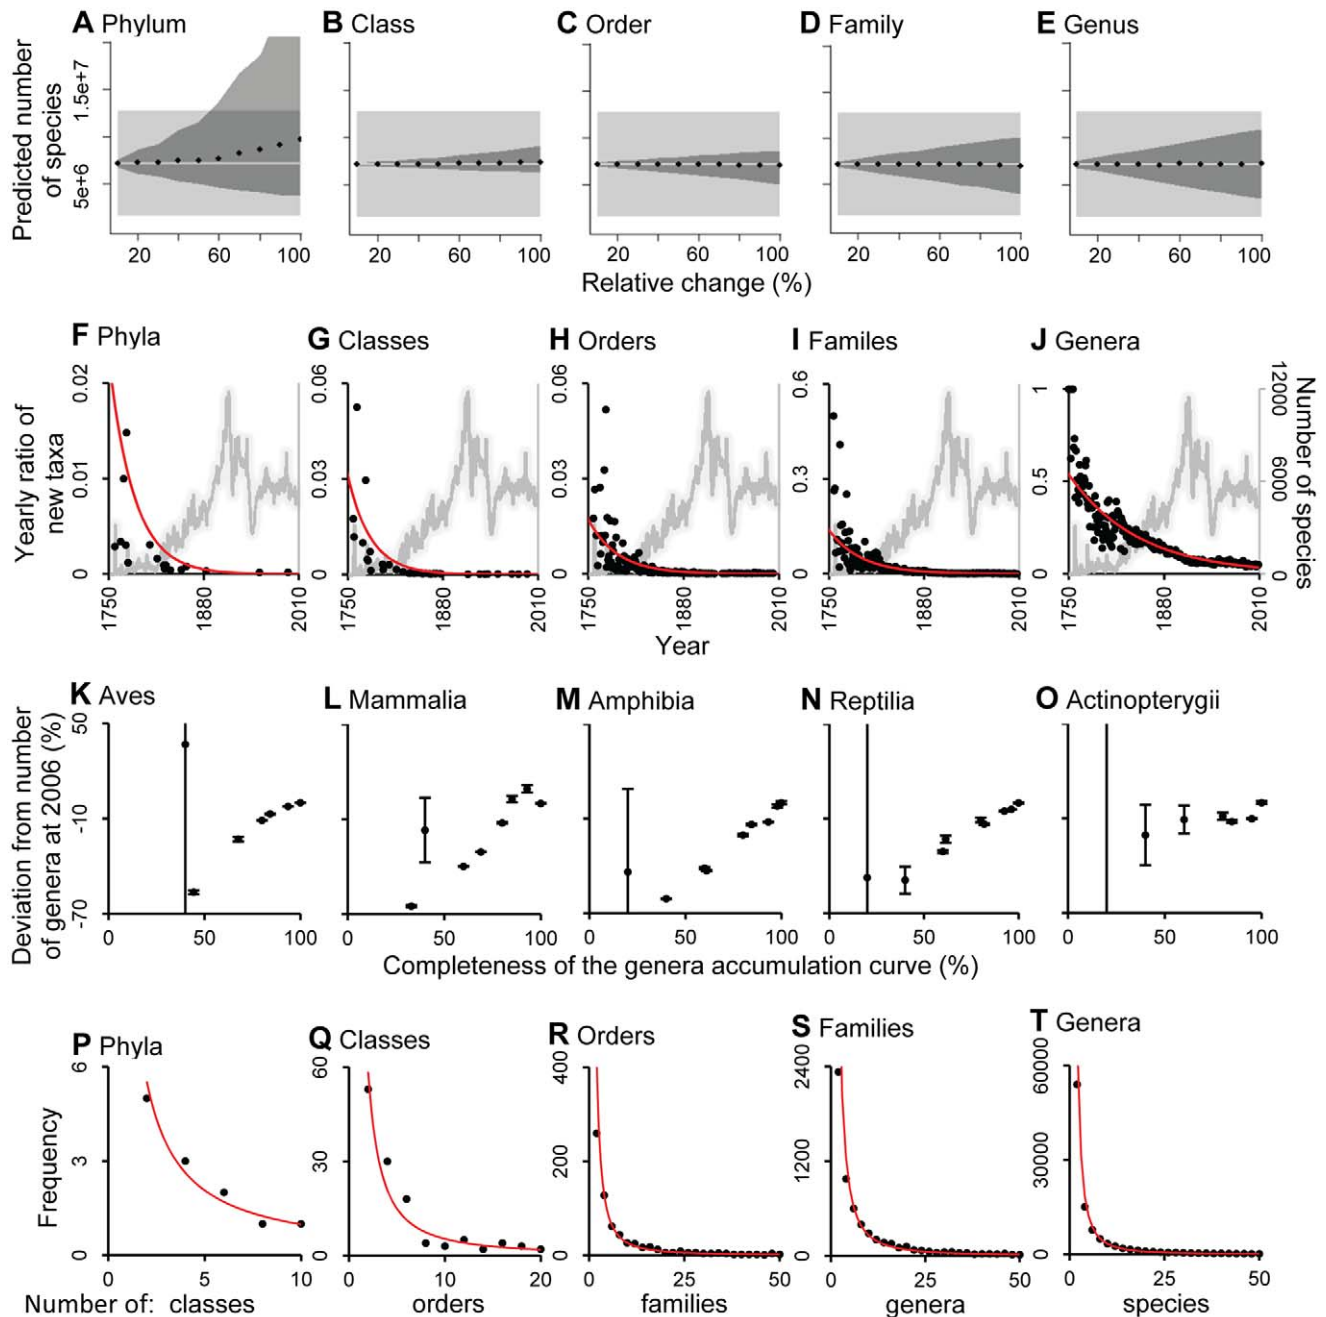 A Phylum B Class C Order D Family E Genus
Predicted number
of species
5e+6 1.5e+7
20 60 100 20 60 100 20 60 100 20 60 100 20 60 100
Relative change (%)
F Phyla G Classes H Orders I Familes J Genera
Yearly ratio of
new taxa
0 0.01 0.02
0 0.03 0.06
0 0.03 0.06
0 0.3 0.6
0 0.5 1
0 6000 12000
Number of species
1750 1880 2010 1750 1880 2010 1750 1880 2010 1750 1880 2010 1750 1880 2010
Year
K Aves L Mammalia M Amphibia N Reptilia O Actinopterygii
Deviation from number
of genera at 2006 (%)
-70 -10 50
0 50 100 0 50 100 0 50 100 0 50 100 0 50 100
Completeness of the genera accumulation curve (%)
P Phyla Q Classes R Orders S Families T Genera
Frequency
0 3 6
0 30 60
0 200 400
0 1200 2400
0 30000 60000
0 5 10 0 10 20 0 25 50 0 25 50 0 25 50
Number of: classes orders families genera species